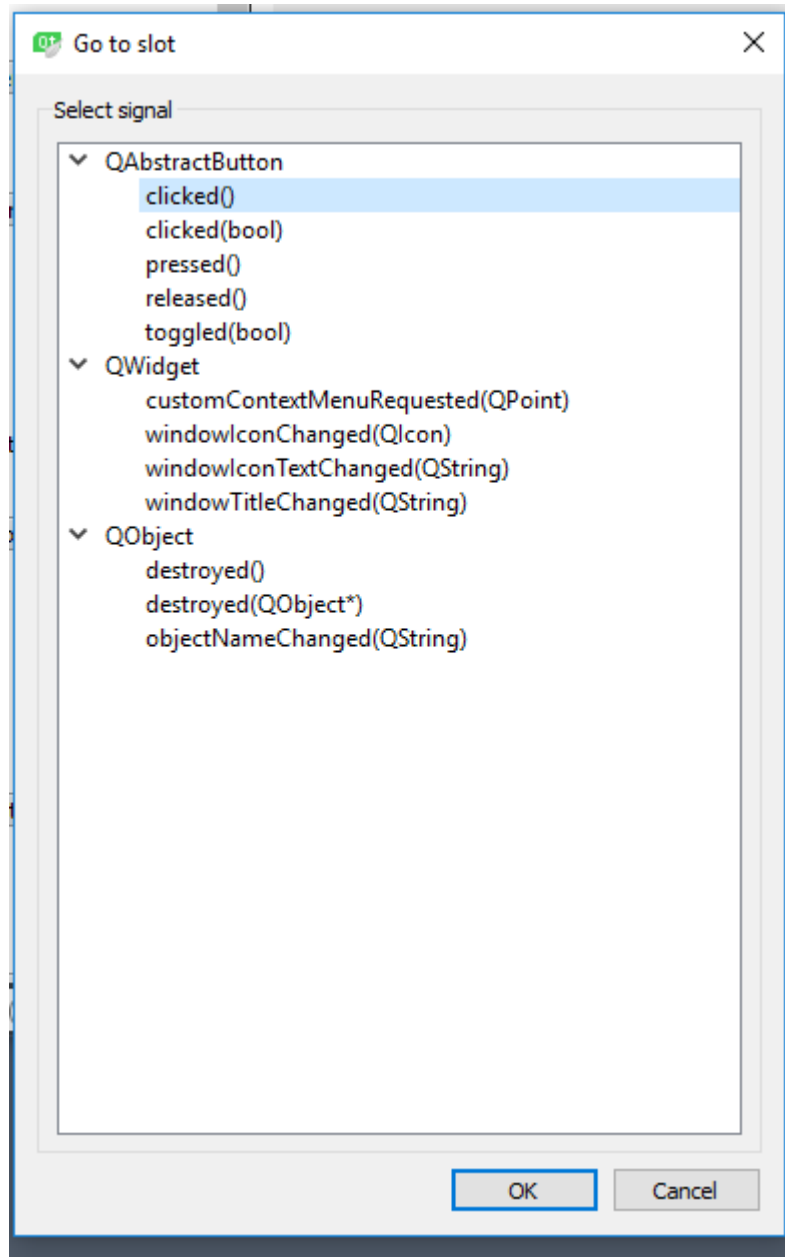 Go to slot
Select signal
QAbstractButton
clicked()
clicked(bool)
pressed()
released()
toggled(bool)
QWidget
customContextMenuRequested(QPoint)
windowIconChanged(QIcon)
windowIconTextChanged(QString)
windowTitleChanged(QString)
QObject
destroyed()
destroyed(QObject*)
objectNameChanged(QString)
OK Cancel